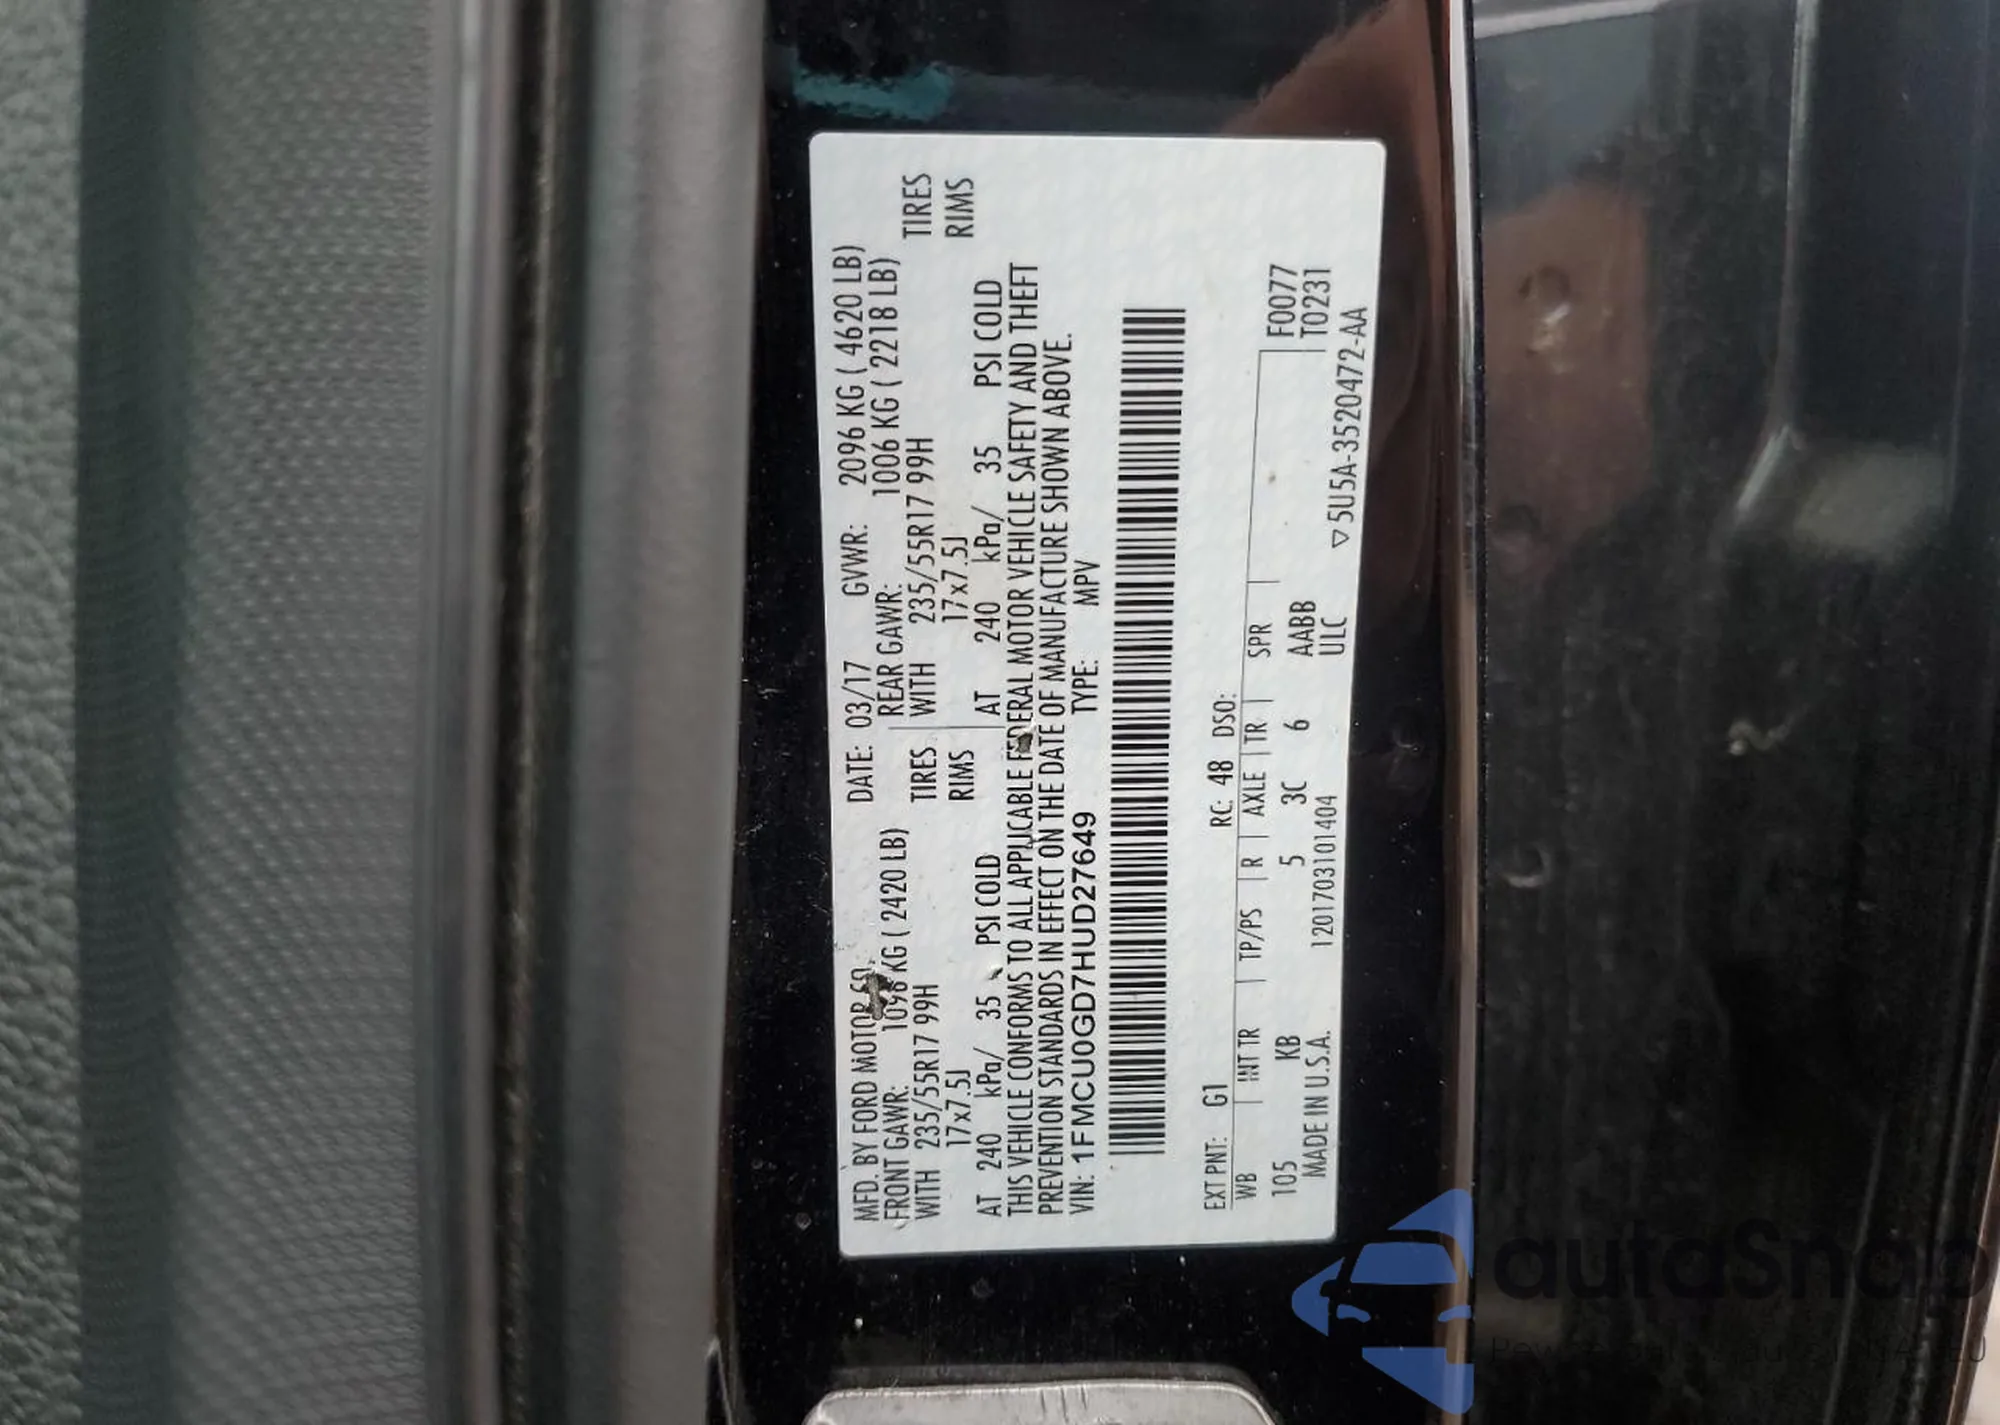 MFD. BY FORD MOTOR CO. DATE: 03/17 GVWR: 2096 KG ( 4620 LB)
FRONT GAWR: 1096 KG ( 2420 LB) REAR GAWR: 1006 KG ( 2218 LB)
WITH 235/55R17 99H TIRES WITH 235/55R17 99H TIRES
17x7.5J RIMS 17x7.5J RIMS
AT 240 kPa/ 35 PSI COLD AT 240 kPa/ 35 PSI COLD
THIS VEHICLE CONFORMS TO ALL APPLICABLE FEDERAL MOTOR VEHICLE SAFETY AND THEFT
PREVENTION STANDARDS IN EFFECT ON THE DATE OF MANUFACTURE SHOWN ABOVE.
VIN: 1FMCU0GD7HUD27649 TYPE: MPV
EXT PNT: G1 RC: 48 DSO:
WB INT TR TP/PS R AXLE TR SPR F0077
105 KB 5 3C 6 AABB T0231
MADE IN U.S.A. 1201703101404 ULC ▽5U5A-3520472-AA
autaSnap